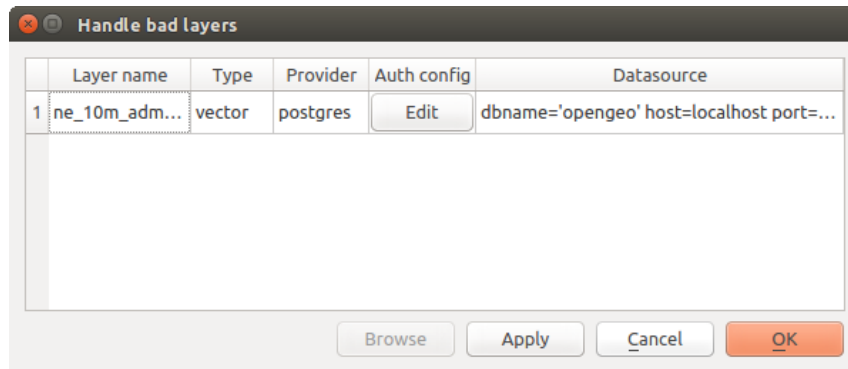 Handle bad layers
Layer name Type Provider Auth config Datasource
1 ne_10m_adm... vector postgres Edit dbname='opengeo' host=localhost port=...
Browse Apply Cancel OK